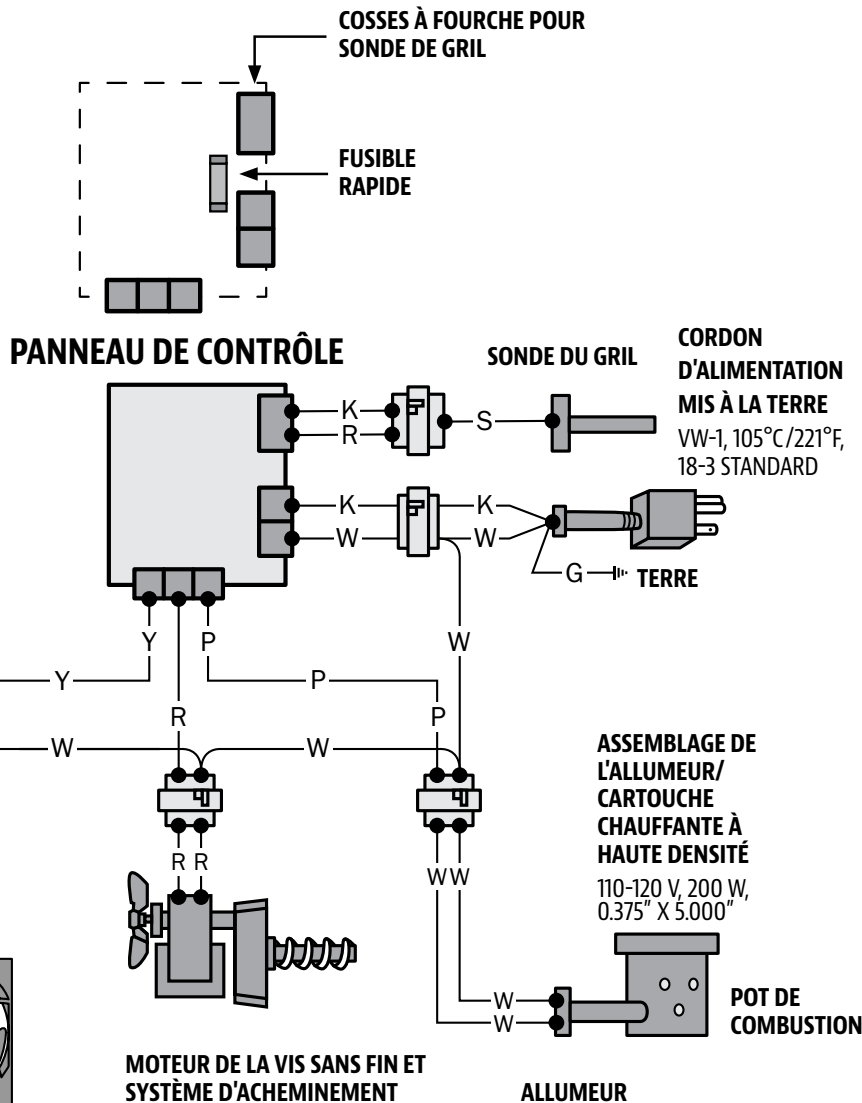 COSSES À FOURCHE POUR
SONDE DE GRIL
FUSIBLE
RAPIDE
PANNEAU DE CONTRÔLE
SONDE DU GRIL
CORDON
D'ALIMENTATION
MIS À LA TERRE
VW-1, 105°C/221°F,
18-3 STANDARD
K
R
S
K
W
K
W
G
TERRE
Y
P
W
Y
P
R
P
W
W
ASSEMBLAGE DE
L'ALLUMEUR/
CARTOUCHE
CHAUFFANTE À
HAUTE DENSITÉ
110-120 V, 200 W,
0.375" X 5.000"
R R
W W
W
W
POT DE
COMBUSTION
MOTEUR DE LA VIS SANS FIN ET
SYSTÈME D'ACHEMINEMENT
ALLUMEUR